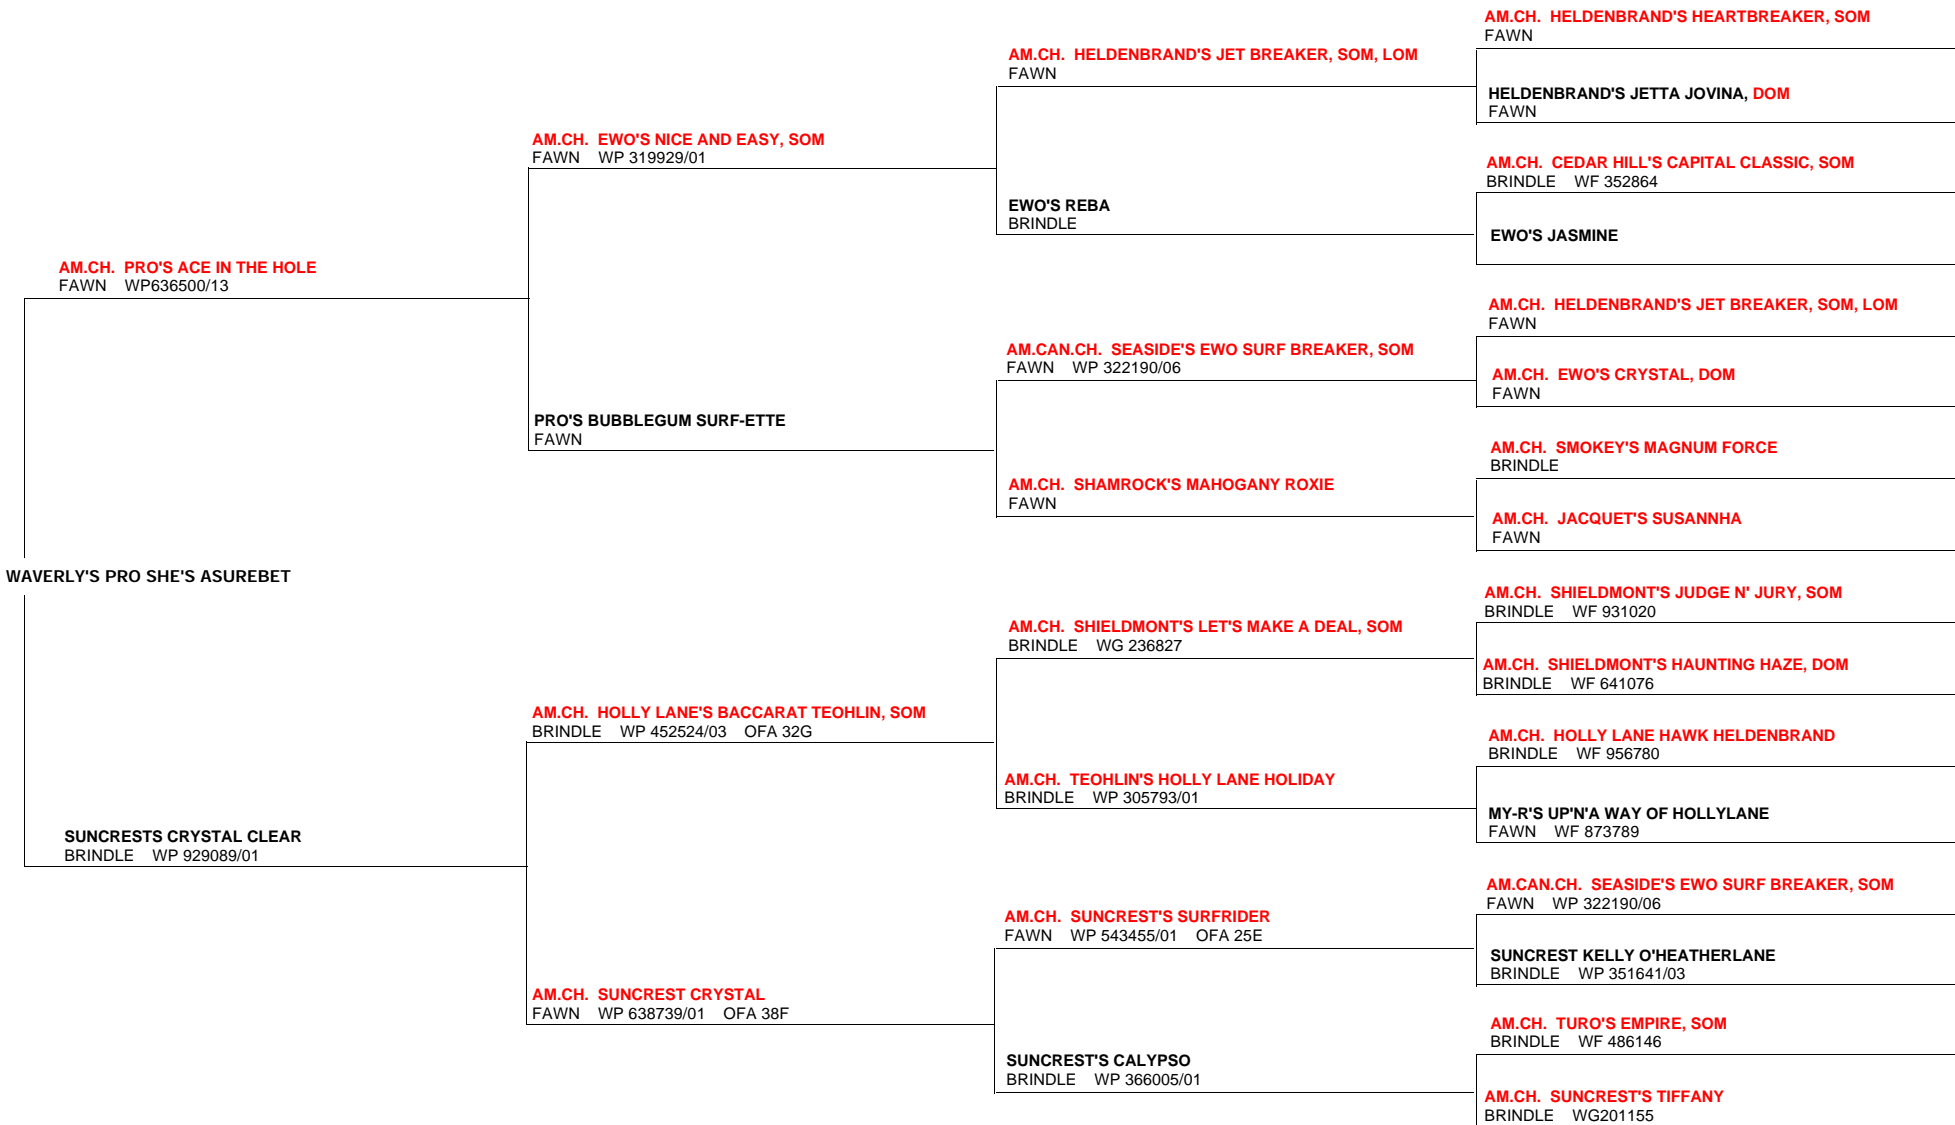 WAVERLY'S PRO SHE'S ASUREBET
AM.CH. PRO'S ACE IN THE HOLE
FAWN WP636500/13
SUNCRESTS CRYSTAL CLEAR
BRINDLE WP 929089/01
AM.CH. EWO'S NICE AND EASY, SOM
FAWN WP 319929/01
PRO'S BUBBLEGUM SURF-ETTE
FAWN
AM.CH. HOLLY LANE'S BACCARAT TEOHLIN, SOM
BRINDLE WP 452524/03 OFA 32G
AM.CH. SUNCREST CRYSTAL
FAWN WP 638739/01 OFA 38F
AM.CH. HELDENBRAND'S JET BREAKER, SOM, LOM
FAWN
EWO'S REBA
BRINDLE
AM.CAN.CH. SEASIDE'S EWO SURF BREAKER, SOM
FAWN WP 322190/06
AM.CH. SHAMROCK'S MAHOGANY ROXIE
FAWN
AM.CH. SHIELDMONT'S LET'S MAKE A DEAL, SOM
BRINDLE WG 236827
AM.CH. TEOHLIN'S HOLLY LANE HOLIDAY
BRINDLE WP 305793/01
AM.CH. SUNCREST'S SURFRIDER
FAWN WP 543455/01 OFA 25E
SUNCREST'S CALYPSO
BRINDLE WP 366005/01
AM.CH. HELDENBRAND'S HEARTBREAKER, SOM
FAWN
HELDENBRAND'S JETTA JOVINA, DOM
FAWN
AM.CH. CEDAR HILL'S CAPITAL CLASSIC, SOM
BRINDLE WF 352864
EWO'S JASMINE
AM.CH. HELDENBRAND'S JET BREAKER, SOM, LOM
FAWN
AM.CH. EWO'S CRYSTAL, DOM
FAWN
AM.CH. SMOKEY'S MAGNUM FORCE
BRINDLE
AM.CH. JACQUET'S SUSANNHA
FAWN
AM.CH. SHIELDMONT'S JUDGE N' JURY, SOM
BRINDLE WF 931020
AM.CH. SHIELDMONT'S HAUNTING HAZE, DOM
BRINDLE WF 641076
AM.CH. HOLLY LANE HAWK HELDENBRAND
BRINDLE WF 956780
MY-R'S UP'N'A WAY OF HOLLYLANE
FAWN WF 873789
AM.CAN.CH. SEASIDE'S EWO SURF BREAKER, SOM
FAWN WP 322190/06
SUNCREST KELLY O'HEATHERLANE
BRINDLE WP 351641/03
AM.CH. TURO'S EMPIRE, SOM
BRINDLE WF 486146
AM.CH. SUNCREST'S TIFFANY
BRINDLE WG201155